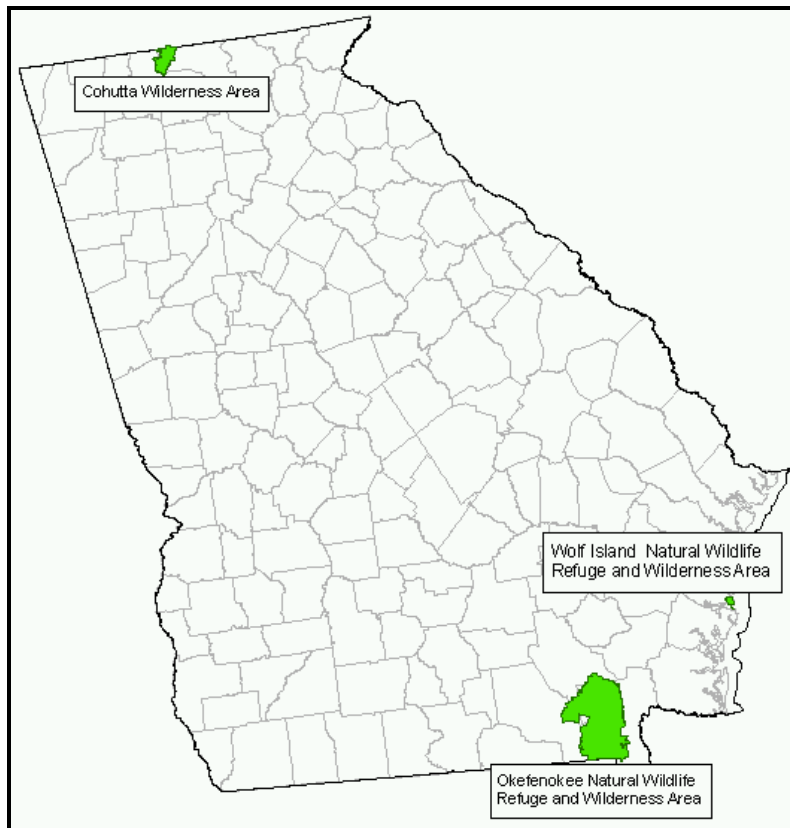 Cohutta Wilderness Area
Wolf Island Natural Wildlife
Refuge and Wilderness Area
Okefenokee Natural Wildlife
Refuge and Wilderness Area